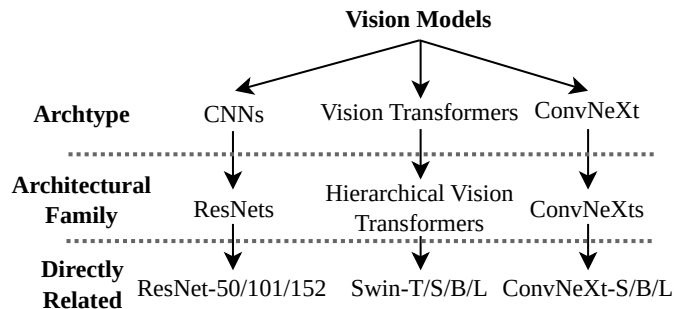 Vision Models
Archtype CNNs Vision Transformers ConvNeXt
Architectural Family ResNets Hierarchical Vision Transformers ConvNeXts
Directly Related ResNet-50/101/152 Swin-T/S/B/L ConvNeXt-S/B/L